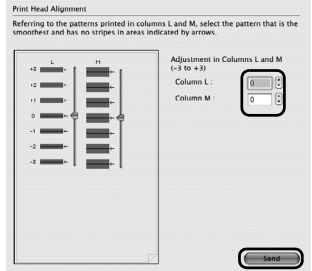 Print Head Alignment
Referring to the patterns printed in columns L and M, select the pattern that is the
smoothest and has no stripes in areas indicated by arrows.
L M
+3
+2
+1
0
-1
-2
-3
Adjustment in Columns L and M
(-3 to +3)
Column L : 0
Column M : 0
Send